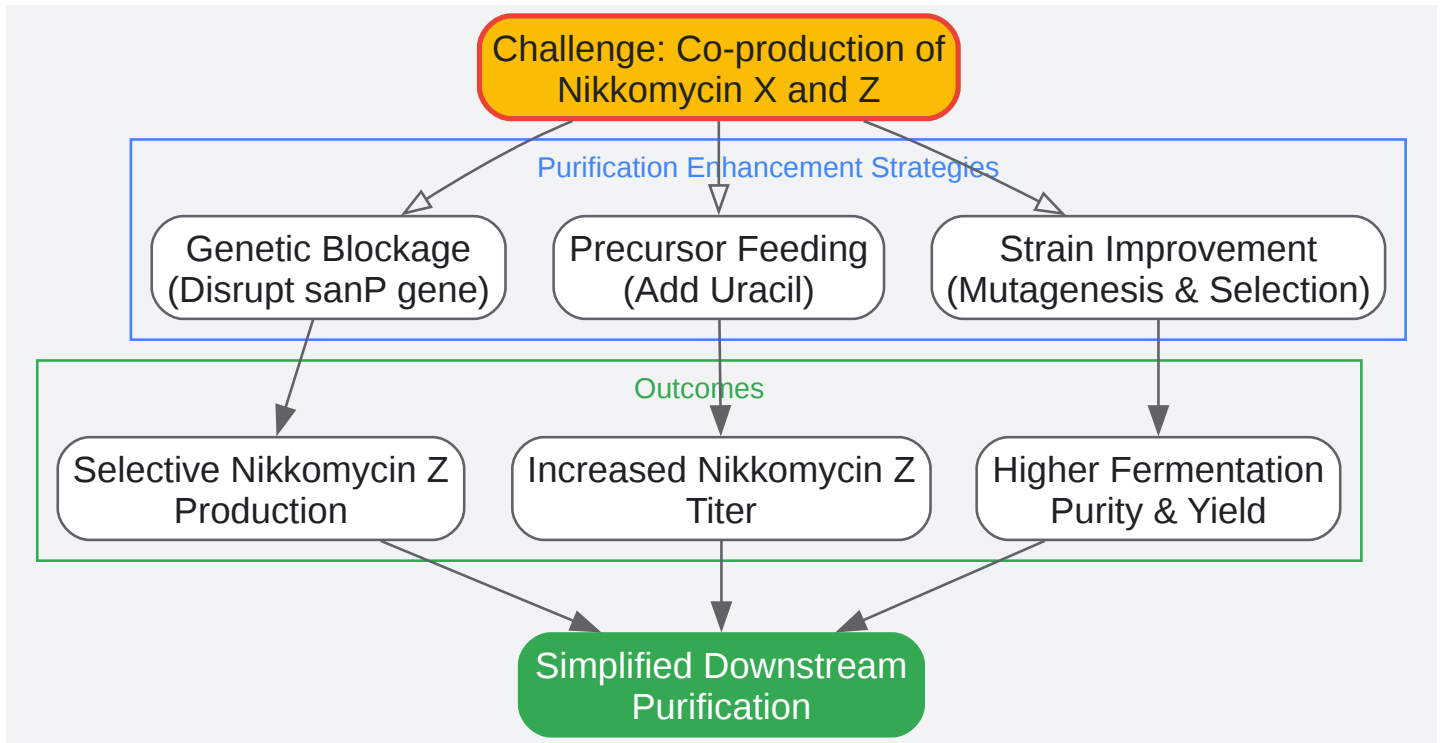 Challenge: Co-production of
Nikkomycin X and Z
Purification Enhancement Strategies
Genetic Blockage
(Disrupt sanP gene)
Precursor Feeding
(Add Uracil)
Strain Improvement
(Mutagenesis & Selection)
Outcomes
Selective Nikkomycin Z
Production
Increased Nikkomycin Z
Titer
Higher Fermentation
Purity & Yield
Simplified Downstream
Purification